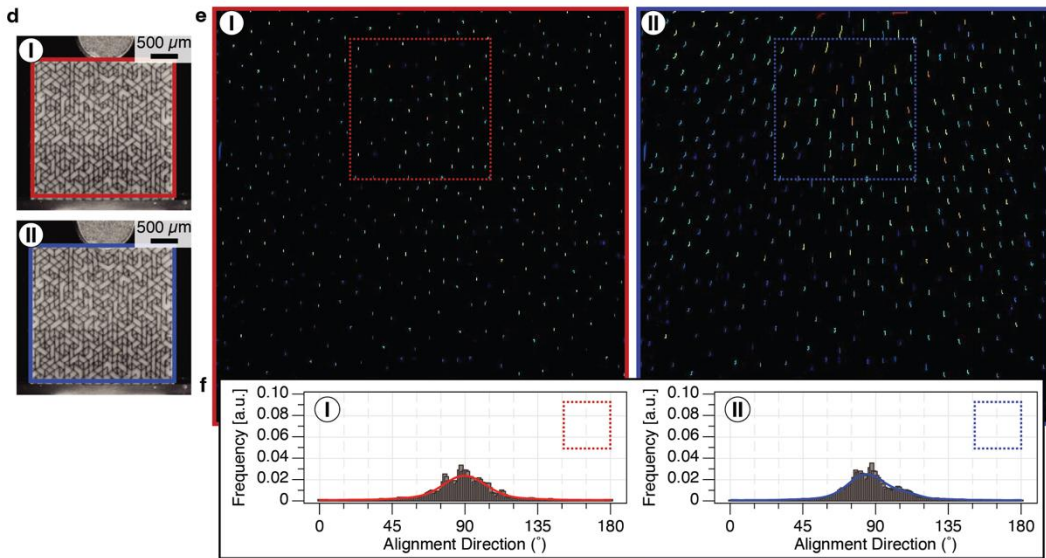 d
I
500 µm
II
500 µm
e
I
II
f
Frequency [a.u.]
0.10
0.08
0.06
0.04
0.02
0
I
0 45 90 135 180
Alignment Direction (°)
Frequency [a.u.]
0.10
0.08
0.06
0.04
0.02
0
II
0 45 90 135 180
Alignment Direction (°)